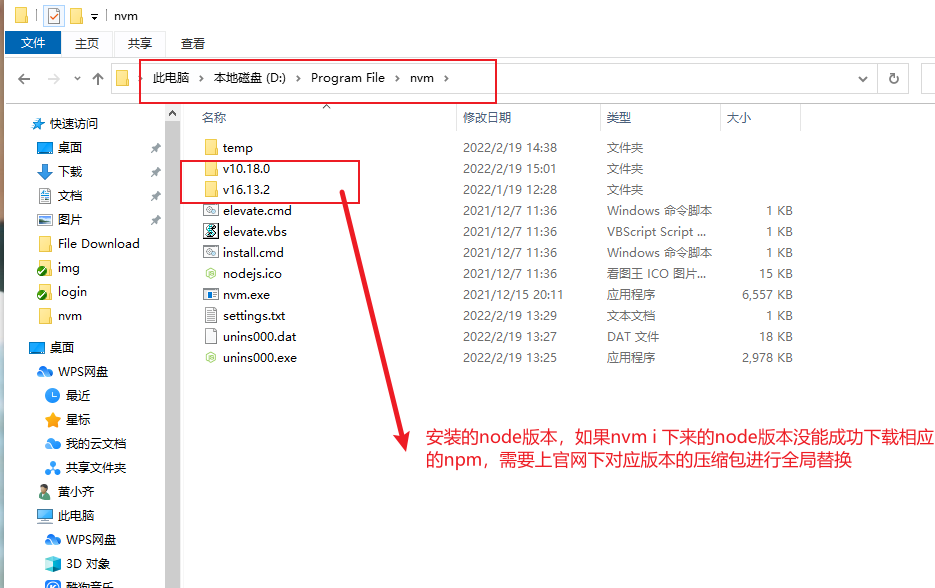 nvm
文件 主页 共享 查看
此电脑 › 本地磁盘 (D:) › Program File › nvm ›
名称 修改日期 类型 大小
快速访问
桌面
下载
文档
图片
File Download
img
login
nvm
桌面
WPS网盘
最近
星标
我的云文档
共享文件夹
黄小齐
此电脑
WPS网盘
3D 对象
酷狗音乐
temp 2022/2/19 14:38 文件夹
v10.18.0 2022/2/19 15:01 文件夹
v16.13.2 2022/1/19 12:28 文件夹
elevate.cmd 2021/12/7 11:36 Windows 命令脚本 1 KB
elevate.vbs 2021/12/7 11:36 VBScript Script ... 1 KB
install.cmd 2021/12/7 11:36 Windows 命令脚本 1 KB
nodejs.ico 2021/12/7 11:36 看图王 ICO 图片... 15 KB
nvm.exe 2021/12/15 20:11 应用程序 6,557 KB
settings.txt 2022/2/19 13:29 文本文档 1 KB
unins000.dat 2022/2/19 13:27 DAT 文件 18 KB
unins000.exe 2022/2/19 13:25 应用程序 2,978 KB
安装的node版本，如果nvm i 下来的node版本没能成功下载相应
的npm，需要上官网下对应版本的压缩包进行全局替换